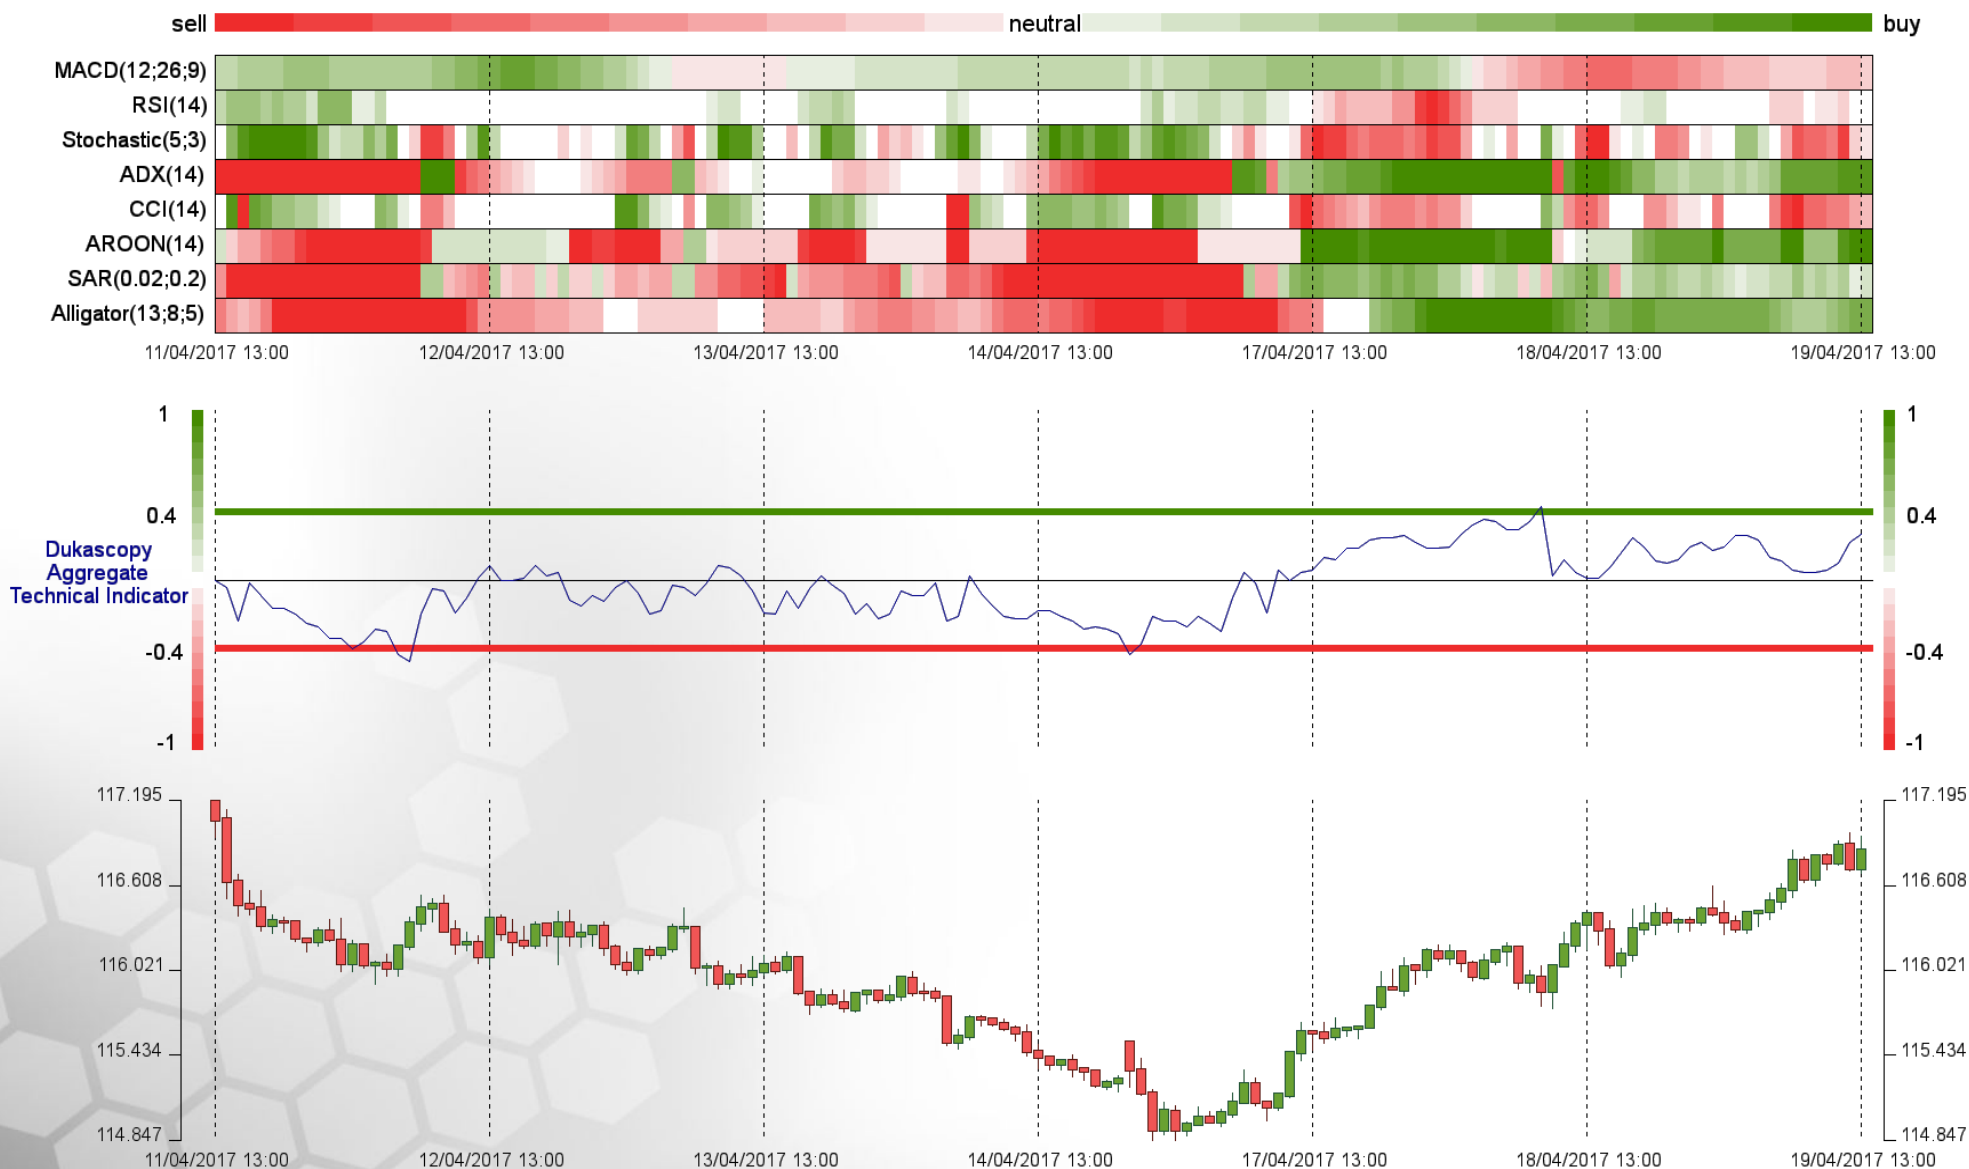 sell neutral buy
MACD(12;26;9)
RSI(14)
Stochastic(5;3)
ADX(14)
CCI(14)
AROON(14)
SAR(0.02;0.2)
Alligator(13;8;5)
11/04/2017 13:00 12/04/2017 13:00 13/04/2017 13:00 14/04/2017 13:00 17/04/2017 13:00 18/04/2017 13:00 19/04/2017 13:00
1 1
0.4 0.4
Dukascopy
Aggregate
Technical Indicator
-0.4 -0.4
-1 -1
117.195 117.195
116.608 116.608
116.021 116.021
115.434 115.434
114.847 114.847
11/04/2017 13:00 12/04/2017 13:00 13/04/2017 13:00 14/04/2017 13:00 17/04/2017 13:00 18/04/2017 13:00 19/04/2017 13:00